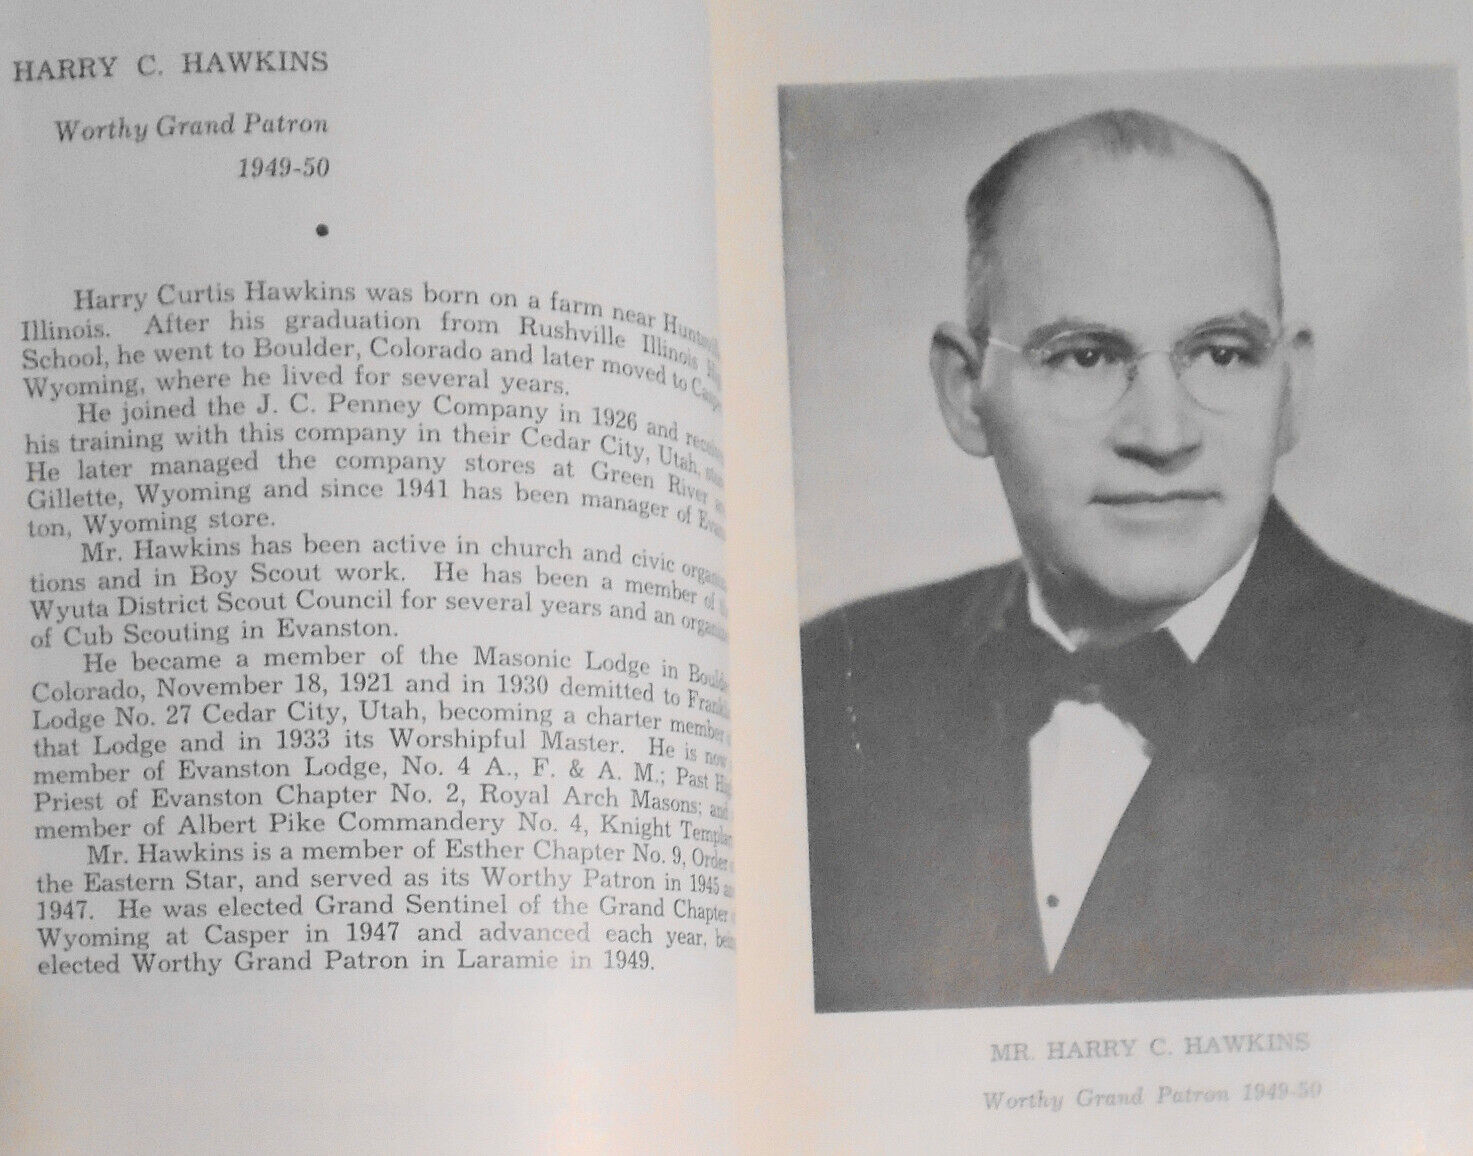 HARRY C. HAWKINS
Worthy Grand Patron
1949-50
Harry Curtis Hawkins was born on a farm near
Illinois. After his graduation from Rushville Illinois
School, he went to Boulder, Colorado and later moved to
Wyoming, where he lived for several years.
He joined the J. C. Penney Company in 1926 and
his training with this company in their Cedar City, Utah,
He later managed the company stores at Green River
Gillette, Wyoming and since 1941 has been manager of
ton, Wyoming store.
Mr. Hawkins has been active in church and civic
tions and in Boy Scout work. He has been a member of
Wyuta District Scout Council for several years and an
of Cub Scouting in Evanston.
He became a member of the Masonic Lodge in
Colorado, November 18, 1921 and in 1930 demitted to
Lodge No. 27 Cedar City, Utah, becoming a charter member
that Lodge and in 1933 its Worshipful Master. He is now
member of Evanston Lodge, No. 4 A., F. & A. M.; Past
Priest of Evanston Chapter No. 2, Royal Arch Masons; and
member of Albert Pike Commandery No. 4, Knight
Mr. Hawkins is a member of Esther Chapter No. 9, Order
the Eastern Star, and served as its Worthy Patron in 1945
1947. He was elected Grand Sentinel of the Grand Chapter
Wyoming at Casper in 1947 and advanced each year,
elected Worthy Grand Patron in Laramie in 1949.
MR. HARRY C. HAWKINS
Worthy Grand Patron 1949-50